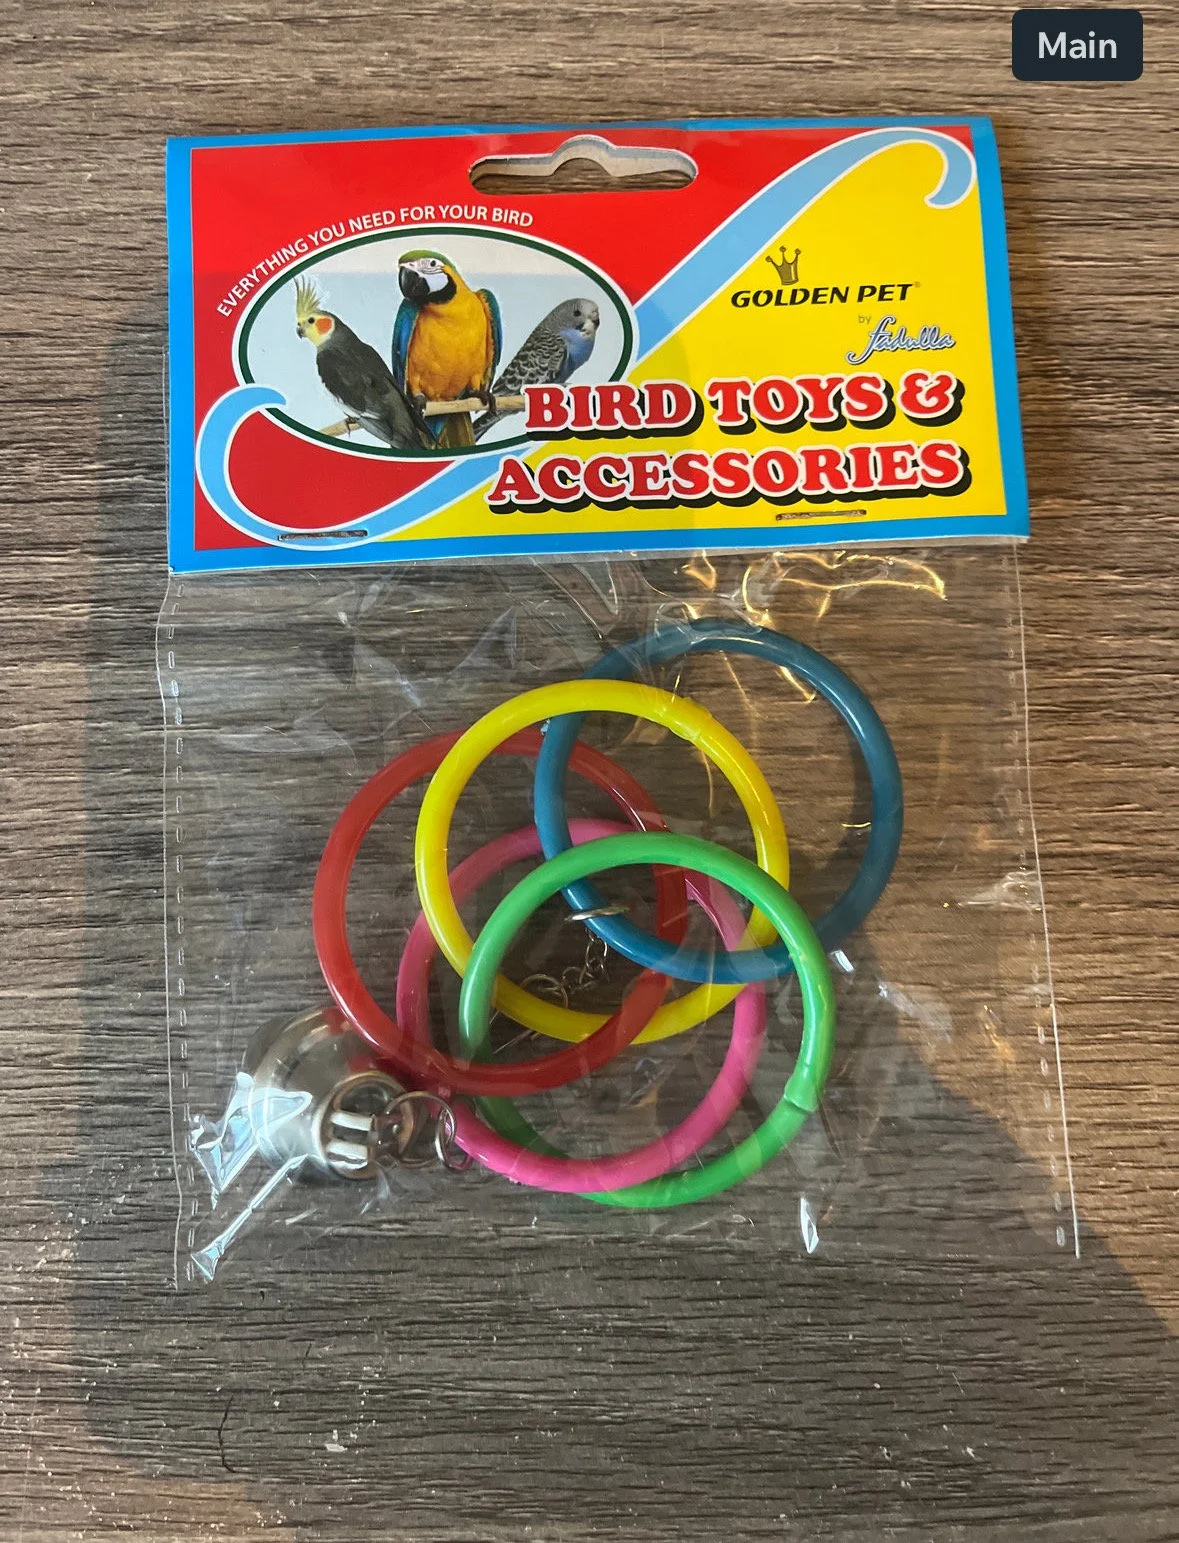 Main
EVERYTHING YOU NEED FOR YOUR BIRD
GOLDEN PET®
by
fadulla
BIRD TOYS &
ACCESSORIES